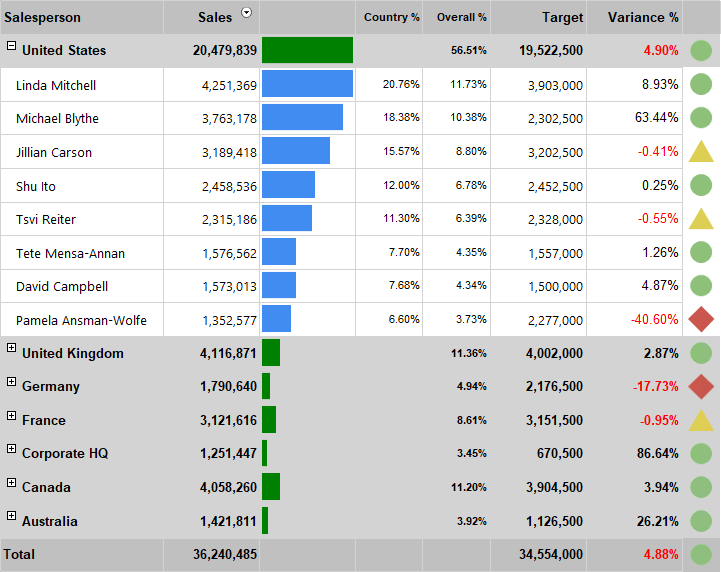 Salesperson Sales Country % Overall % Target Variance %
United States 20,479,839 56.51% 19,522,500 4.90%
Linda Mitchell 4,251,369 20.76% 11.73% 3,903,000 8.93%
Michael Blythe 3,763,178 18.38% 10.38% 2,302,500 63.44%
Jillian Carson 3,189,418 15.57% 8.80% 3,202,500 -0.41%
Shu Ito 2,458,536 12.00% 6.78% 2,452,500 0.25%
Tsvi Reiter 2,315,186 11.30% 6.39% 2,328,000 -0.55%
Tete Mensa-Annan 1,576,562 7.70% 4.35% 1,557,000 1.26%
David Campbell 1,573,013 7.68% 4.34% 1,500,000 4.87%
Pamela Ansman-Wolfe 1,352,577 6.60% 3.73% 2,277,000 -40.60%
United Kingdom 4,116,871 11.36% 4,002,000 2.87%
Germany 1,790,640 4.94% 2,176,500 -17.73%
France 3,121,616 8.61% 3,151,500 -0.95%
Corporate HQ 1,251,447 3.45% 670,500 86.64%
Canada 4,058,260 11.20% 3,904,500 3.94%
Australia 1,421,811 3.92% 1,126,500 26.21%
Total 36,240,485 34,554,000 4.88%